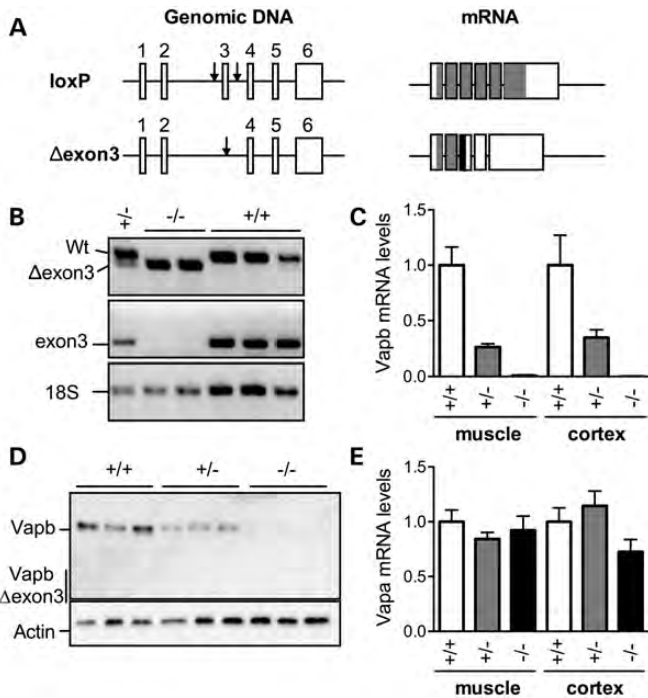 A
Genomic DNA
mRNA
1 2 3 4 5 6
loxP
1 2 4 5 6
Δexon3
B
+/- -/- +/+
Wt
Δexon3
exon3
18S
C
Vapb mRNA levels
1.5
1.0
0.5
0.0
+/+ +/- -/- +/+ +/- -/-
muscle cortex
D
+/+ +/- -/-
Vapb
Vapb
Δexon3
Actin
E
Vapa mRNA levels
1.5
1.0
0.5
0.0
+/+ +/- -/- +/+ +/- -/-
muscle cortex